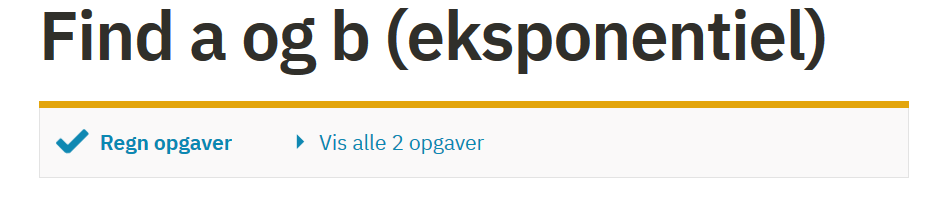 Find a og b (eksponentiel)
Regn opgaver Vis alle 2 opgaver